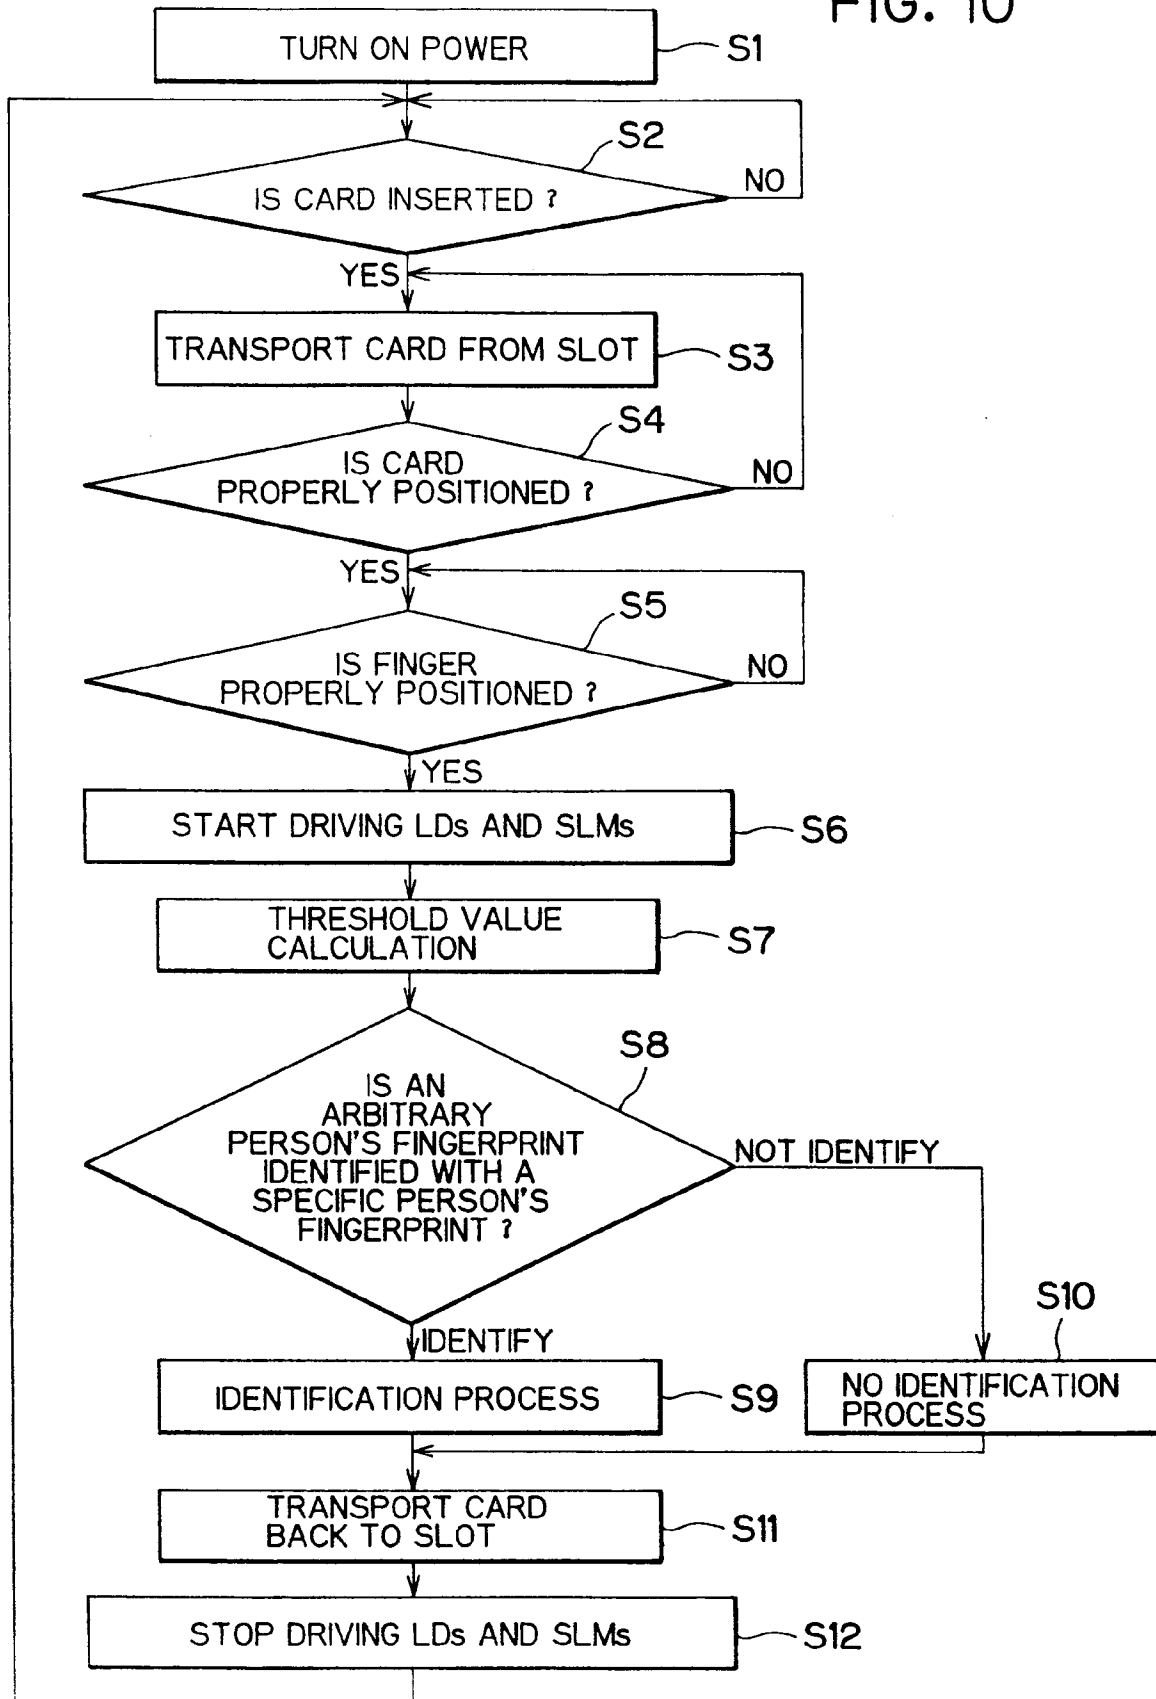 FIG. 10
TURN ON POWER
S1
S2
IS CARD INSERTED ?
NO
YES
TRANSPORT CARD FROM SLOT
S3
S4
IS CARD
PROPERLY POSITIONED ?
NO
YES
S5
IS FINGER
PROPERLY POSITIONED ?
NO
YES
START DRIVING LDs AND SLMs
S6
THRESHOLD VALUE
CALCULATION
S7
S8
IS AN
ARBITRARY
PERSON'S FINGERPRINT
IDENTIFIED WITH A
SPECIFIC PERSON'S
FINGERPRINT ?
NOT IDENTIFY
IDENTIFY
S10
IDENTIFICATION PROCESS
S9
NO IDENTIFICATION
PROCESS
TRANSPORT CARD
BACK TO SLOT
S11
STOP DRIVING LDs AND SLMs
S12